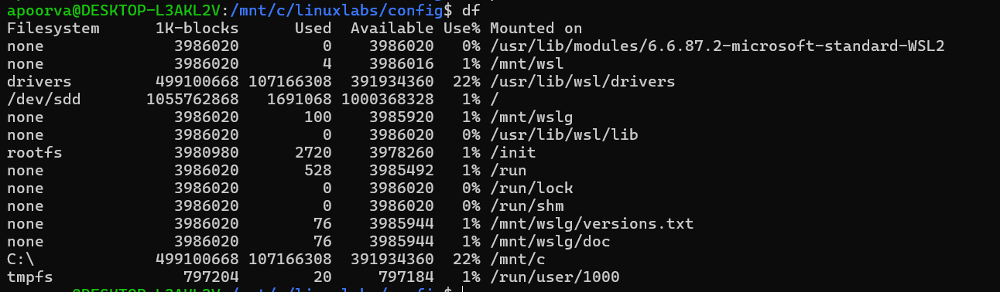 apoorva@DESKTOP-L3AKL2V:/mnt/c/linuxlabs/config$ df
Filesystem      1K-blocks      Used  Available Use% Mounted on
none              3986020         0    3986020   0% /usr/lib/modules/6.6.87.2-microsoft-standard-WSL2
none              3986020         4    3986016   1% /mnt/wsl
drivers         499100668 107166308  391934360  22% /usr/lib/wsl/drivers
/dev/sdd       1055762868   1691068 1000368328   1% /
none              3986020       100    3985920   1% /mnt/wslg
none              3986020         0    3986020   0% /usr/lib/wsl/lib
rootfs            3980980      2720    3978260   1% /init
none              3986020       528    3985492   1% /run
none              3986020         0    3986020   0% /run/lock
none              3986020         0    3986020   0% /run/shm
none              3986020        76    3985944   1% /mnt/wslg/versions.txt
none              3986020        76    3985944   1% /mnt/wslg/doc
C:\             499100668 107166308  391934360  22% /mnt/c
tmpfs              797204        20     797184   1% /run/user/1000